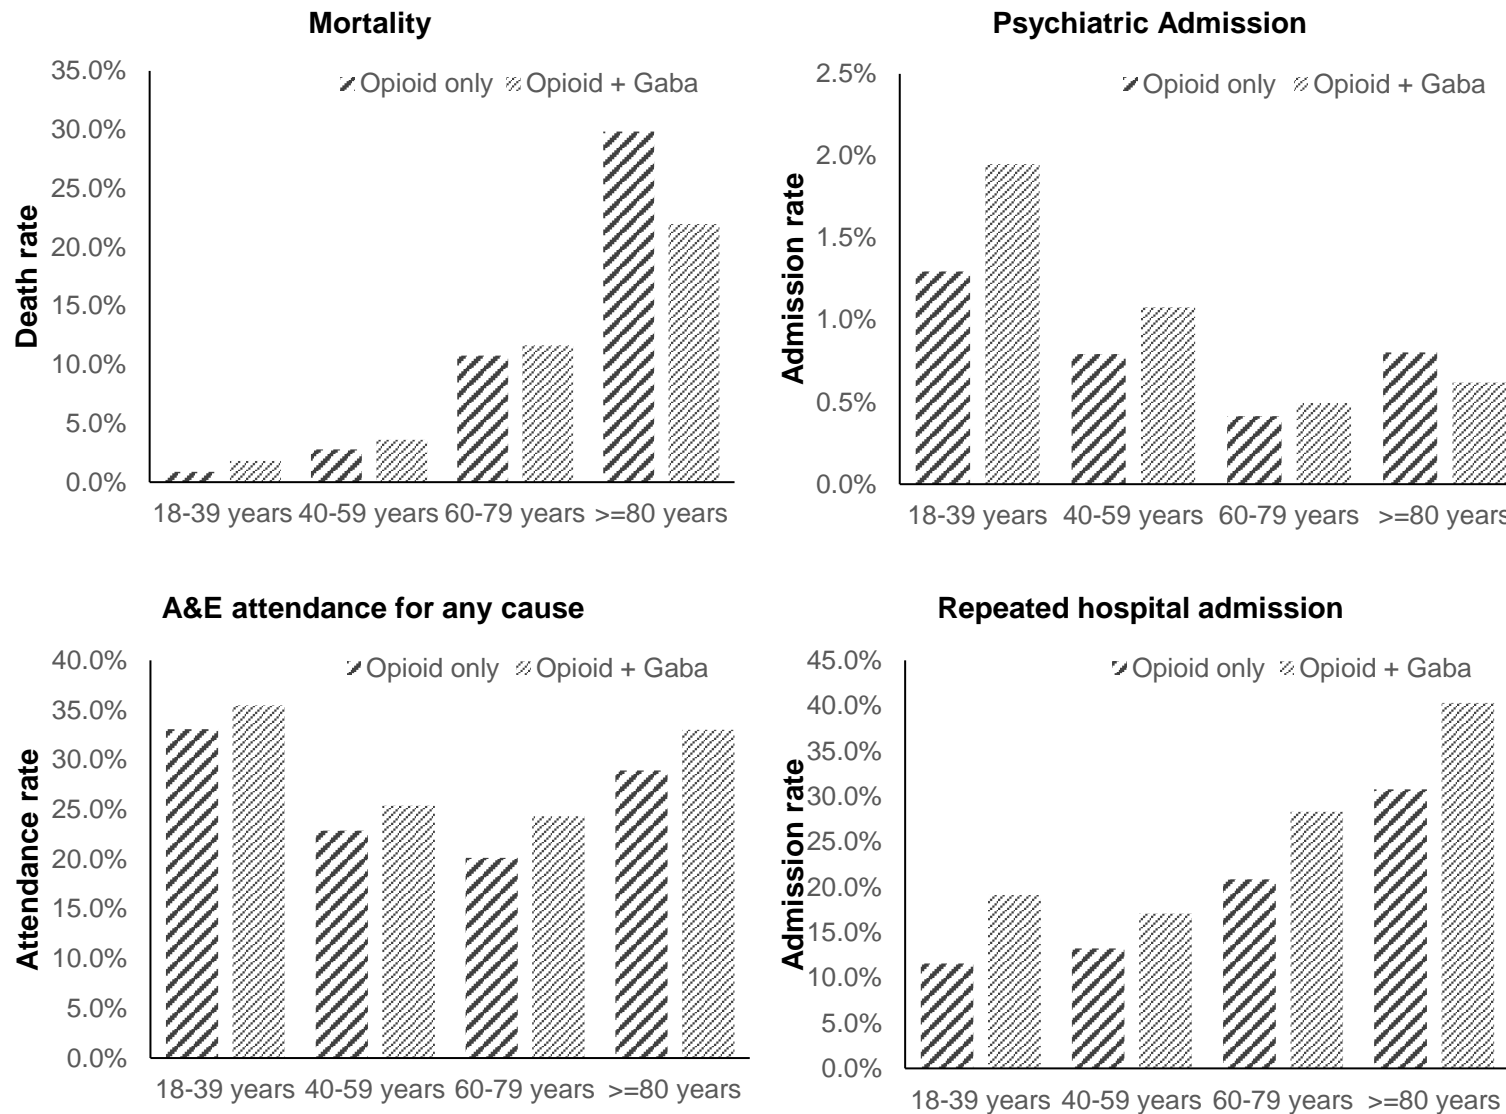 Mortality
Opioid only Opioid + Gaba
Death rate
35.0%
30.0%
25.0%
20.0%
15.0%
10.0%
5.0%
0.0%
18-39 years 40-59 years 60-79 years >=80 years
Psychiatric Admission
Opioid only Opioid + Gaba
Admission rate
2.5%
2.0%
1.5%
1.0%
0.5%
0.0%
18-39 years 40-59 years 60-79 years >=80 years
A&E attendance for any cause
Opioid only Opioid + Gaba
Attendance rate
40.0%
35.0%
30.0%
25.0%
20.0%
15.0%
10.0%
5.0%
0.0%
18-39 years 40-59 years 60-79 years >=80 years
Repeated hospital admission
Opioid only Opioid + Gaba
Admission rate
45.0%
40.0%
35.0%
30.0%
25.0%
20.0%
15.0%
10.0%
5.0%
0.0%
18-39 years 40-59 years 60-79 years >=80 years